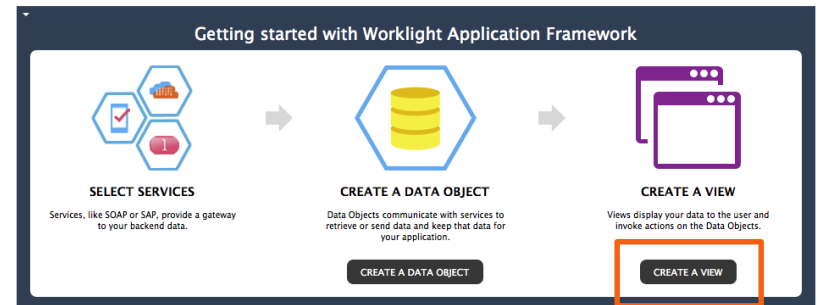 Getting started with Worklight Application Framework
1
SELECT SERVICES
Services, like SOAP or SAP, provide a gateway
to your backend data.
CREATE A DATA OBJECT
Data Objects communicate with services to
retrieve or send data and keep that data for
your application.
CREATE A DATA OBJECT
CREATE A VIEW
Views display your data to the user and
invoke actions on the Data Objects.
CREATE A VIEW